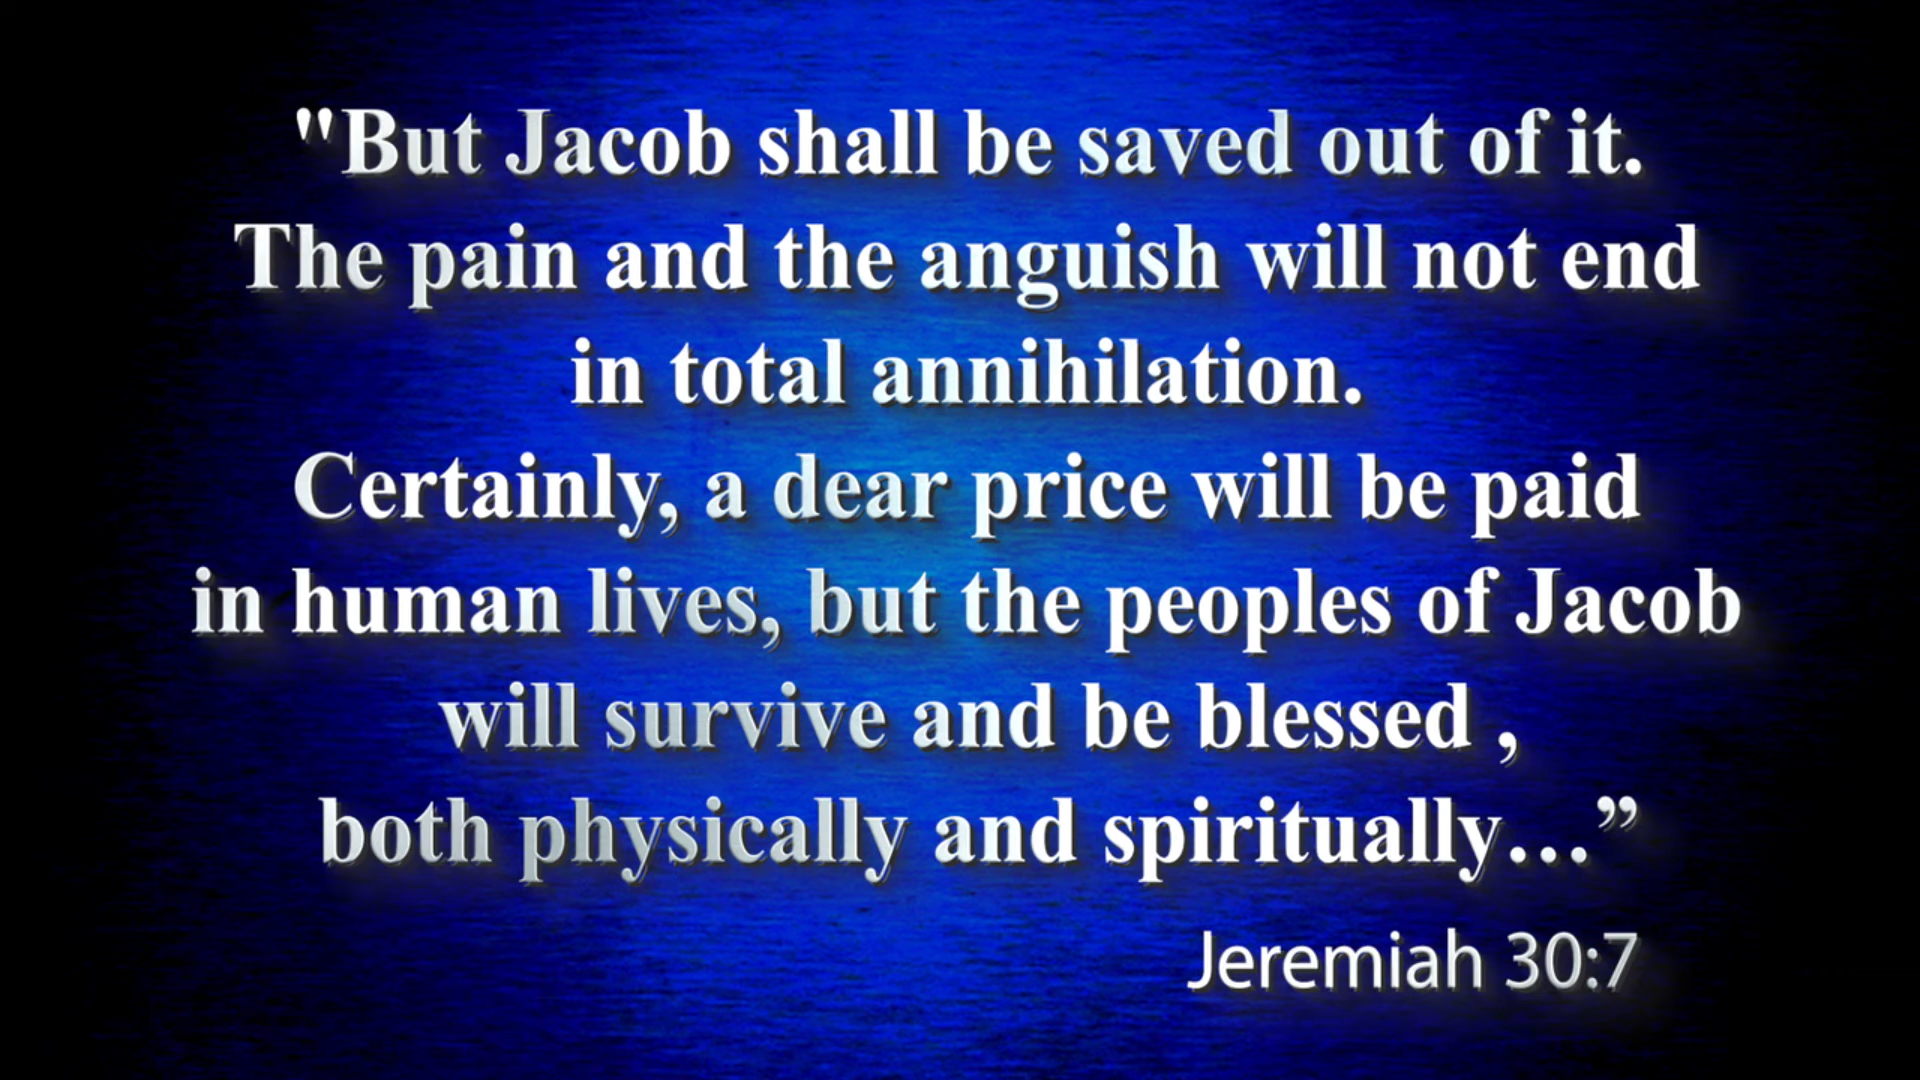 "But Jacob shall be saved out of it.
The pain and the anguish will not end
in total annihilation.
Certainly, a dear price will be paid
in human lives, but the peoples of Jacob
will survive and be blessed ,
both physically and spiritually…”
Jeremiah 30:7